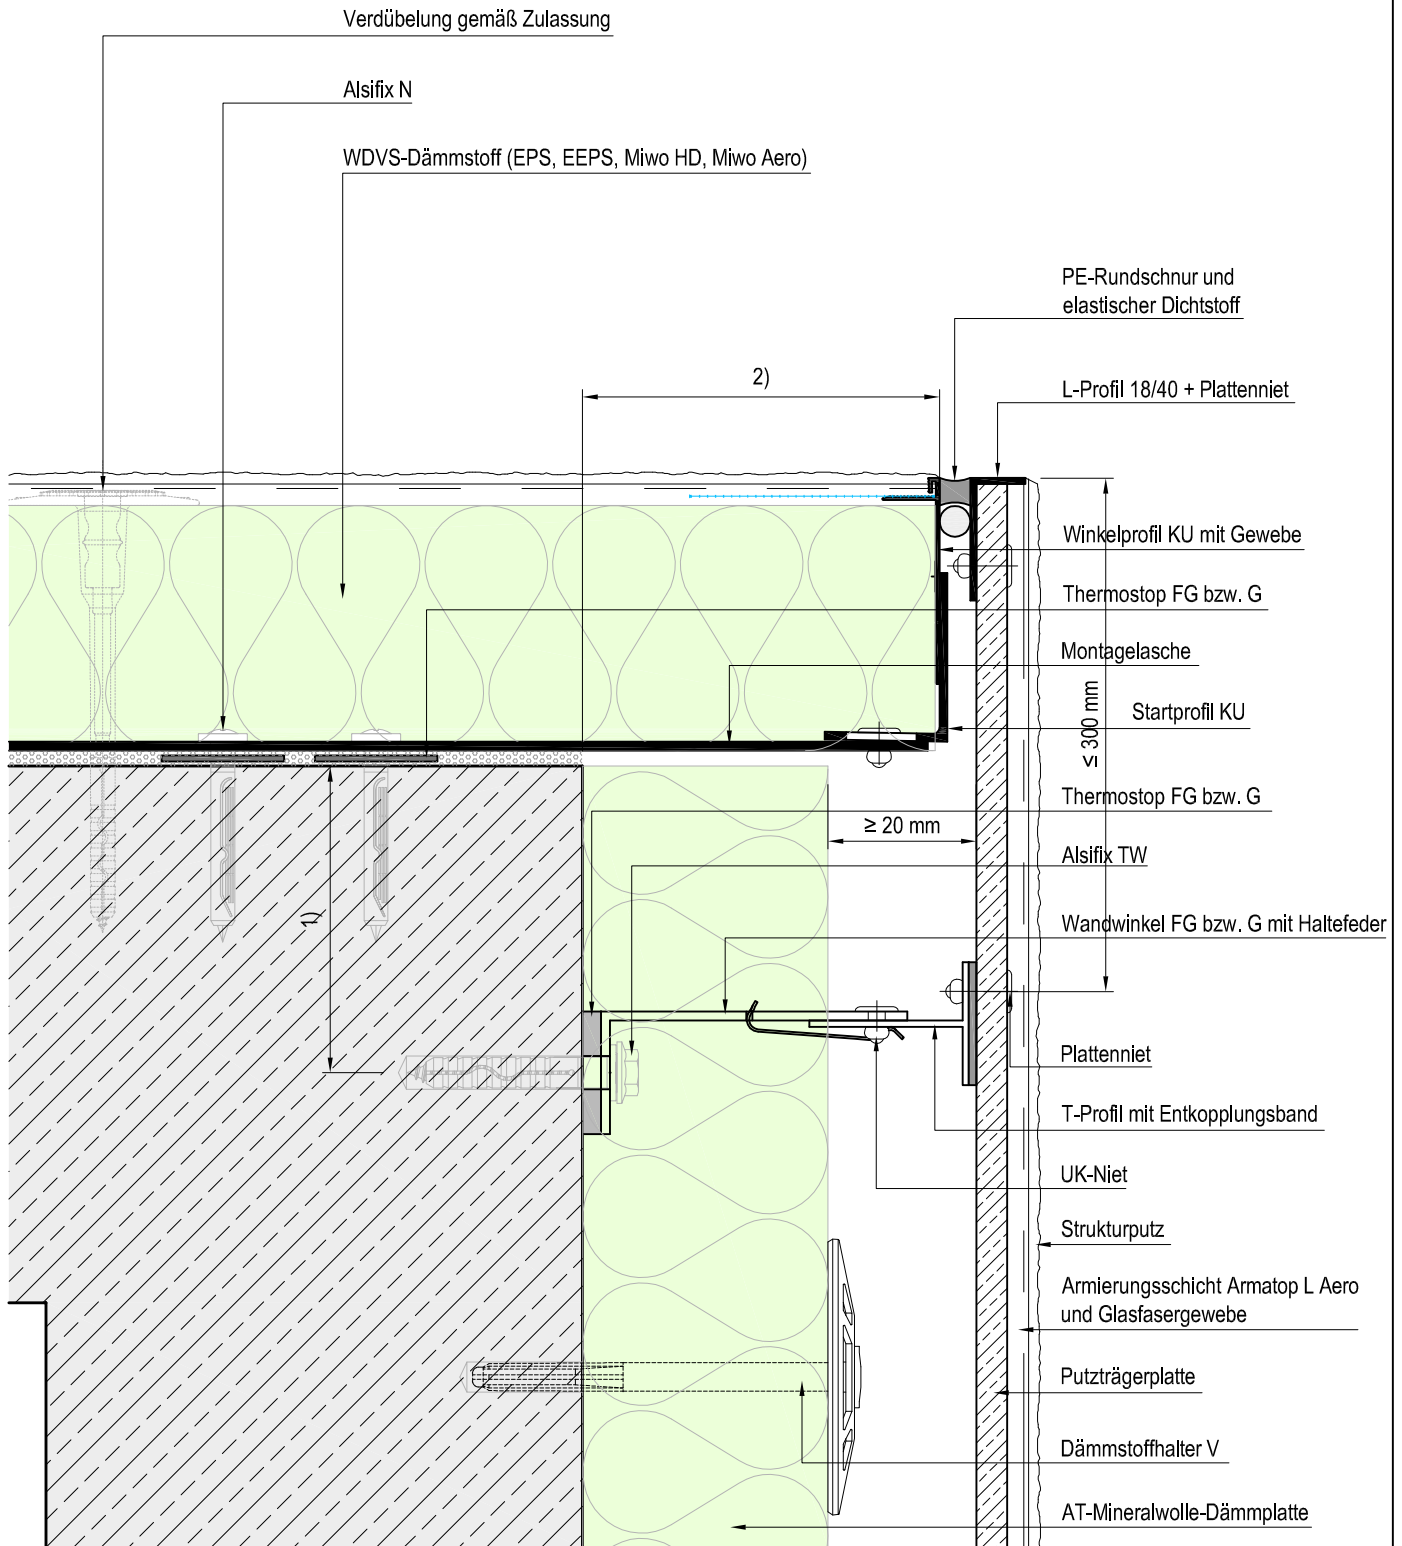 Verdübelung gemäß Zulassung
Alsifix N
WDVS-Dämmstoff (EPS, EEPS, Miwo HD, Miwo Aero)
PE-Rundschnur und
elastischer Dichtstoff
2)
L-Profil 18/40 + Plattenniet
Winkelprofil KU mit Gewebe
Thermostop FG bzw. G
Montagelasche
Startprofil KU
≤ 300 mm
Thermostop FG bzw. G
≥ 20 mm
Alsifix TW
1)
Wandwinkel FG bzw. G mit Haltefeder
Plattenniet
T-Profil mit Entkopplungsband
UK-Niet
Strukturputz
Armierungsschicht Armatop L Aero
und Glasfasergewebe
Putzträgerplatte
Dämmstoffhalter V
AT-Mineralwolle-Dämmplatte